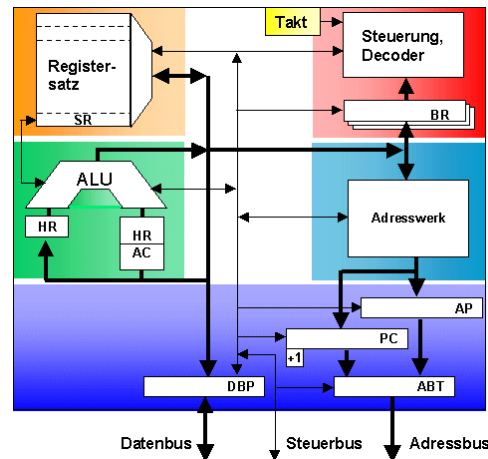 Takt
Steuerung,
Decoder
Register-
satz
SR
BR
ALU
HR
HR
AC
Adresswerk
AP
PC
+1
DBP
ABT
Datenbus
Steuerbus
Adressbus